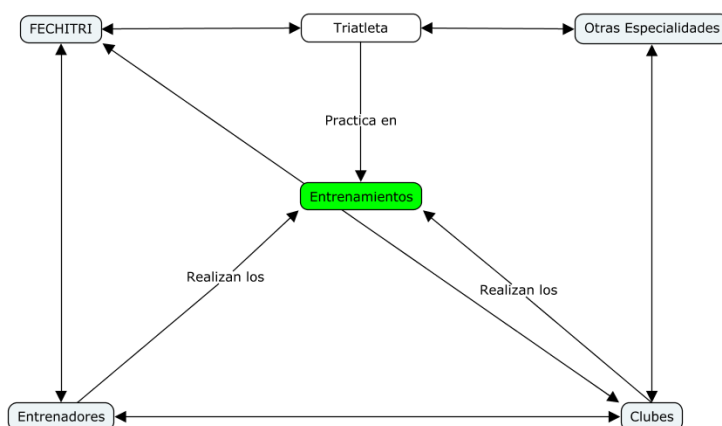 FECHITRI
Triatleta
Otras Especialidades
Practica en
Entrenamientos
Realizan los
Realizan los
Entrenadores
Clubes